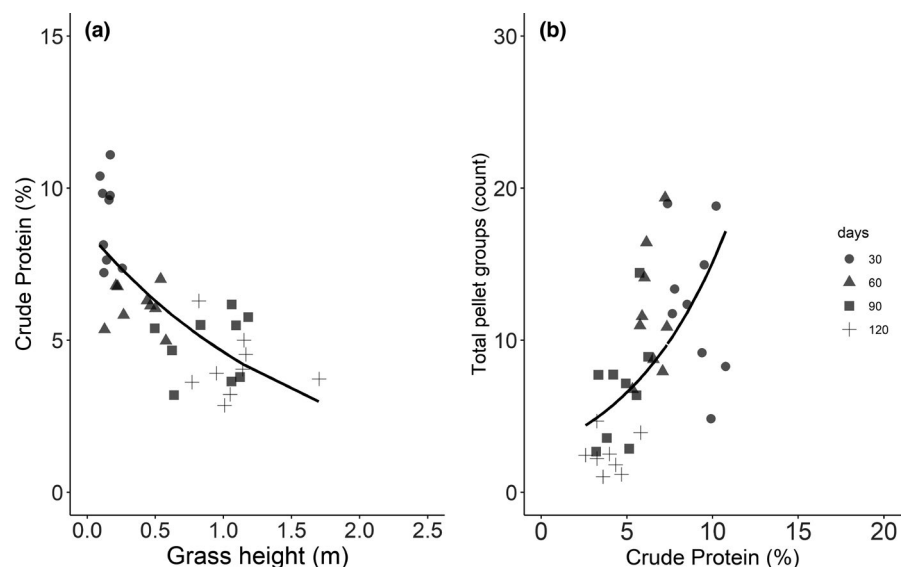 (a)
15
10
5
0
Crude Protein (%)
0.0 0.5 1.0 1.5 2.0 2.5
Grass height (m)
(b)
30
20
10
0
Total pellet groups (count)
0 5 10 15 20
Crude Protein (%)
days
30
60
90
120